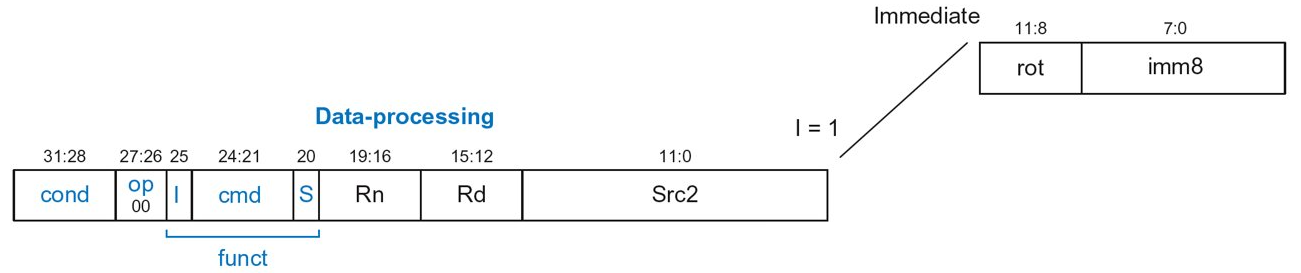 Immediate
11:8 7:0
rot imm8
Data-processing
I = 1
31:28 27:26 25 24:21 20 19:16 15:12 11:0
cond op 00 I cmd S Rn Rd Src2
funct